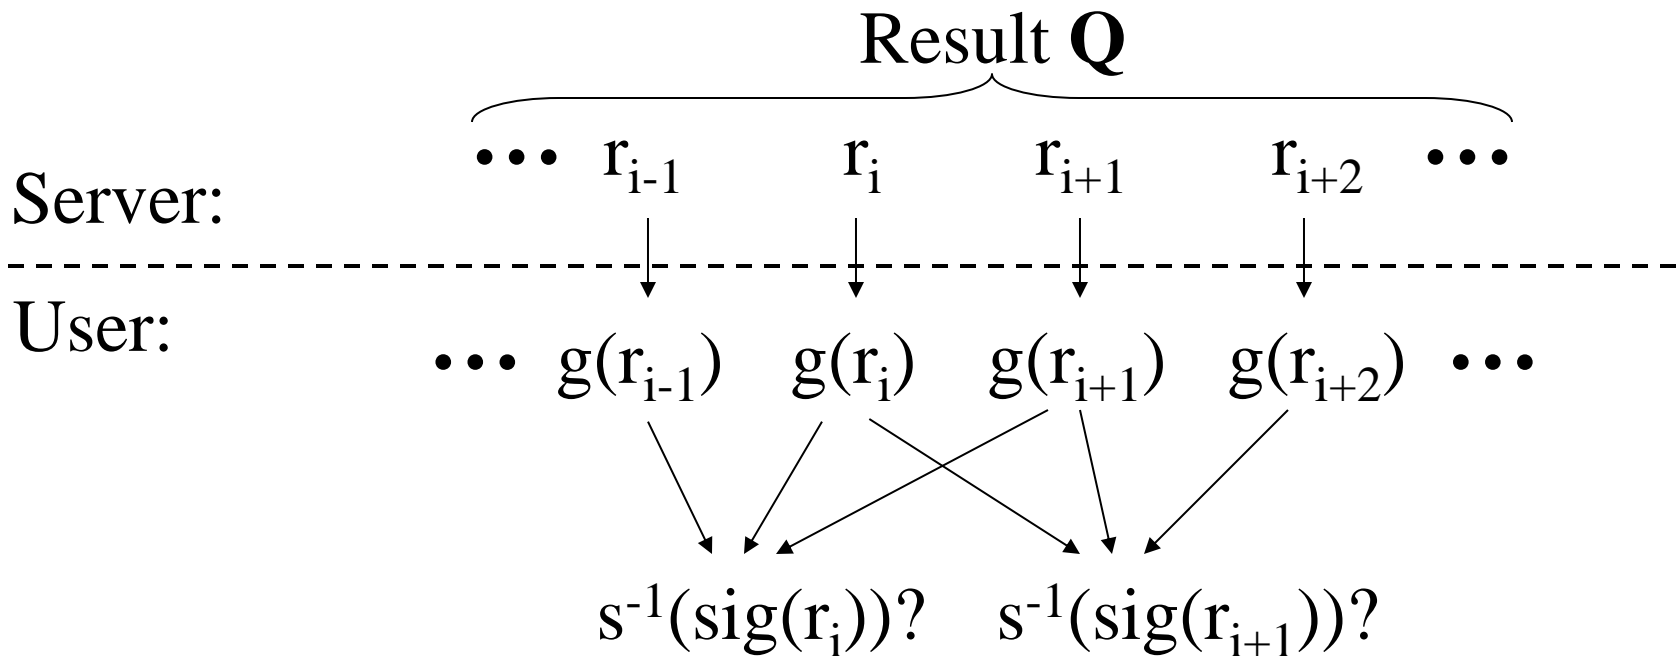 Result Q
Server:
••• r_{i-1} r_i r_{i+1} r_{i+2} •••
User:
••• g(r_{i-1}) g(r_i) g(r_{i+1}) g(r_{i+2}) •••
s^{-1}(sig(r_i))? s^{-1}(sig(r_{i+1}))?